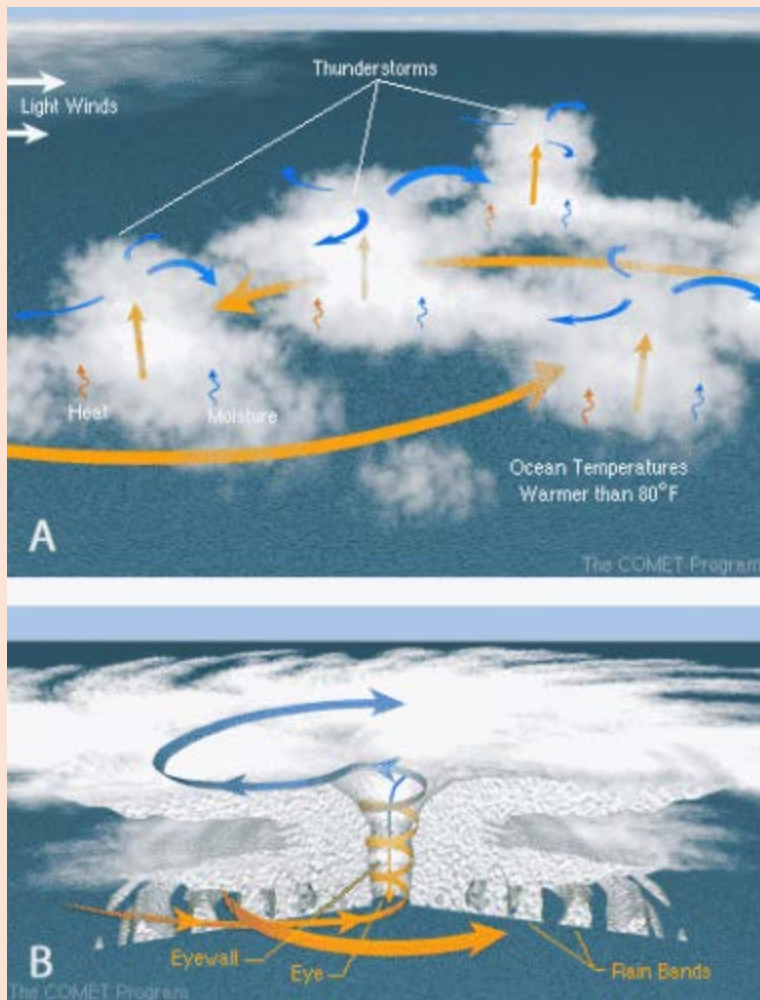 Thunderstorms
Light Winds
Heat
Moisture
Ocean Temperatures
Warmer than 80°F
A
The COMET Program
Eyewall
Eye
Rain Bands
B
The COMET Program